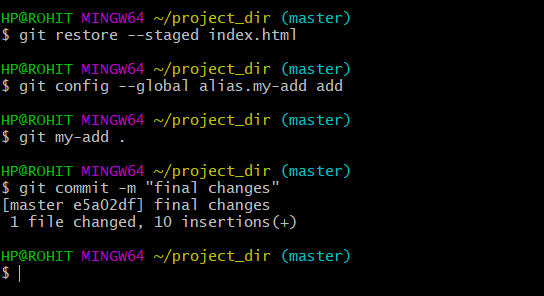 HP@ROHIT MINGW64 ~/project_dir (master)
$ git restore --staged index.html
HP@ROHIT MINGW64 ~/project_dir (master)
$ git config --global alias.my-add add
HP@ROHIT MINGW64 ~/project_dir (master)
$ git my-add .
HP@ROHIT MINGW64 ~/project_dir (master)
$ git commit -m "final changes"
[master e5a02df] final changes
 1 file changed, 10 insertions(+)
HP@ROHIT MINGW64 ~/project_dir (master)
$